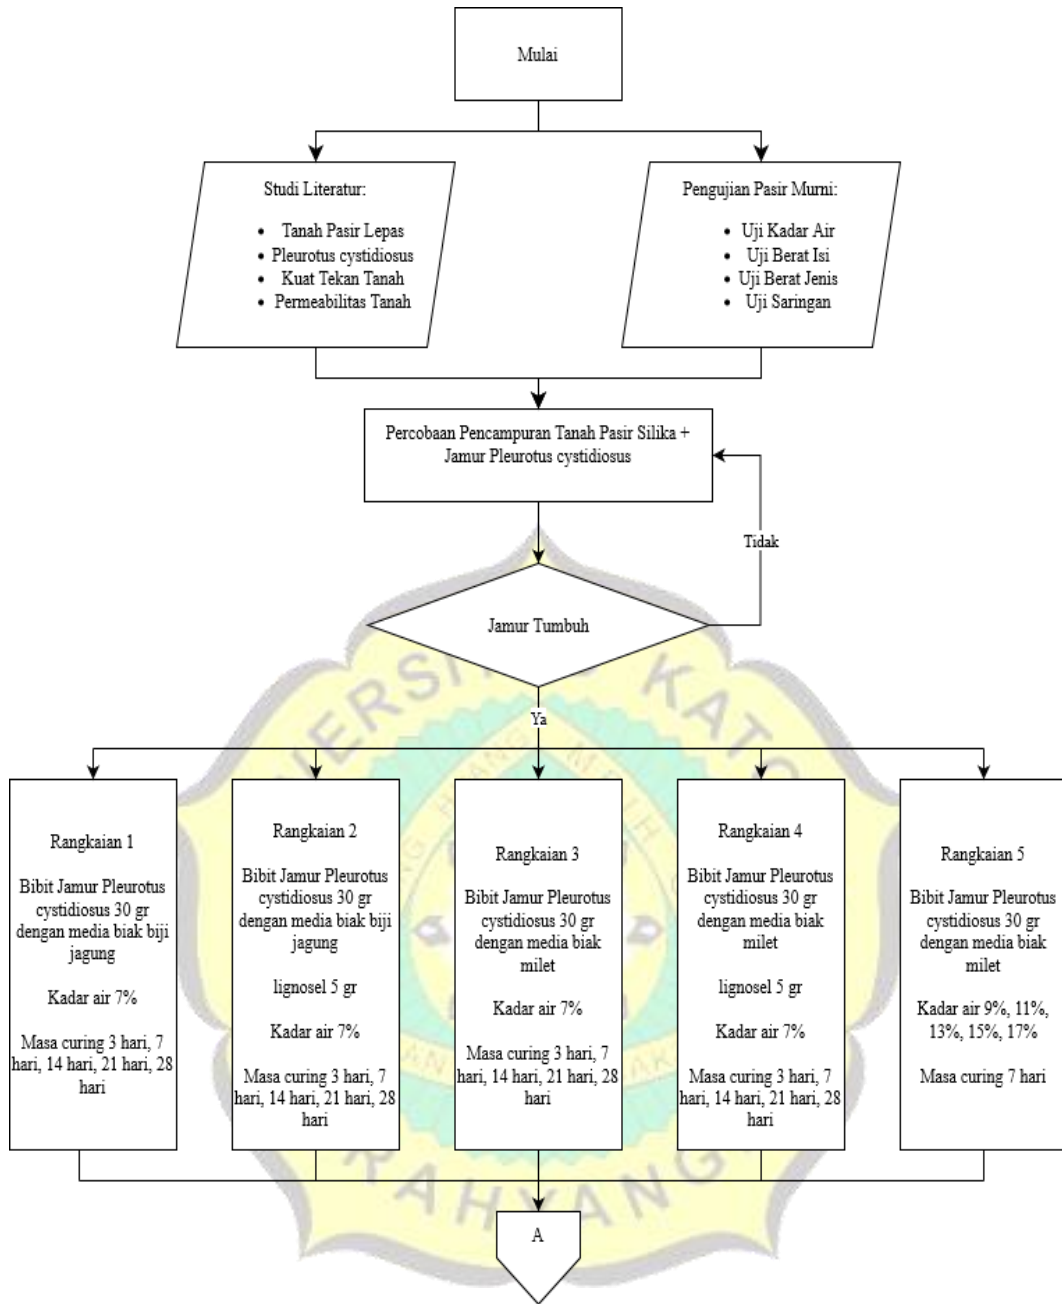 Mulai
Studi Literatur:
• Tanah Pasir Lepas
• Pleurotus cystidiosus
• Kuat Tekan Tanah
• Permeabilitas Tanah
Pengujian Pasir Murni:
• Uji Kadar Air
• Uji Berat Isi
• Uji Berat Jenis
• Uji Saringan
Percobaan Pencampuran Tanah Pasir Silika +
Jamur Pleurotus cystidiosus
Tidak
Jamur Tumbuh
Ya
Rangkaian 1
Bibit Jamur Pleurotus
cystidiosus 30 gr
dengan media biak biji
jagung
Kadar air 7%
Masa curing 3 hari, 7
hari, 14 hari, 21 hari, 28
hari
Rangkaian 2
Bibit Jamur Pleurotus
cystidiosus 30 gr
dengan media biak biji
jagung
lignosel 5 gr
Kadar air 7%
Masa curing 3 hari, 7
hari, 14 hari, 21 hari, 28
hari
Rangkaian 3
Bibit Jamur Pleurotus
cystidiosus 30 gr
dengan media biak
milet
Kadar air 7%
Masa curing 3 hari, 7
hari, 14 hari, 21 hari, 28
hari
Rangkaian 4
Bibit Jamur Pleurotus
cystidiosus 30 gr
dengan media biak
milet
lignosel 5 gr
Kadar air 7%
Masa curing 3 hari, 7
hari, 14 hari, 21 hari, 28
hari
Rangkaian 5
Bibit Jamur Pleurotus
cystidiosus 30 gr
dengan media biak
milet
Kadar air 9%, 11%,
13%, 15%, 17%
Masa curing 7 hari
A